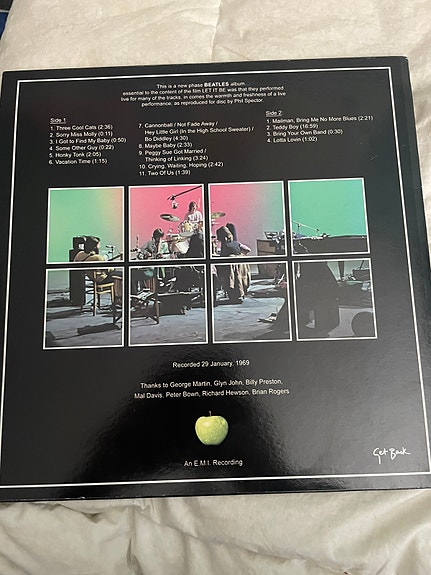 This is a new phase BEATLES album...
essential to the content of the film LET IT BE was that they performed
live for many of the tracks, in comes the warmth and freshness of a live
performance, as reproduced for disc by Phil Spector.
Side 1:
1. Three Cool Cats (2:36)
2. Sorry Miss Molly (0:11)
3. I Got to Find My Baby (0:50)
4. Some Other Guy (0:22)
5. Honky Tonk (2:05)
6. Vacation Time (1:15)
7. Cannonball / Not Fade Away /
Hey Little Girl (In the High School Sweater) /
Bo Diddley (4:30)
8. Maybe Baby (2:33)
9. Peggy Sue Got Married /
Thinking of Linking (3.24)
10. Crying, Waiting, Hoping (2:42)
11. Two Of Us (1:39)
Side 2:
1. Mailman, Bring Me No More Blues (2:21)
2. Teddy Boy (16:59)
3. Bring Your Own Band (0:30)
4. Lotta Lovin (1:02)
Recorded 29 January, 1969
Thanks to George Martin, Glyn John, Billy Preston,
Mal Davis, Peter Bown, Richard Hewson, Brian Rogers
An E.M.I. Recording
Get Back